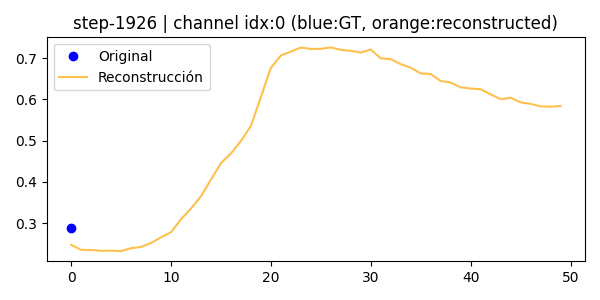 step-1926 | channel idx:0 (blue:GT, orange:reconstructed)
Original
Reconstrucción
0.7
0.6
0.5
0.4
0.3
0 10 20 30 40 50